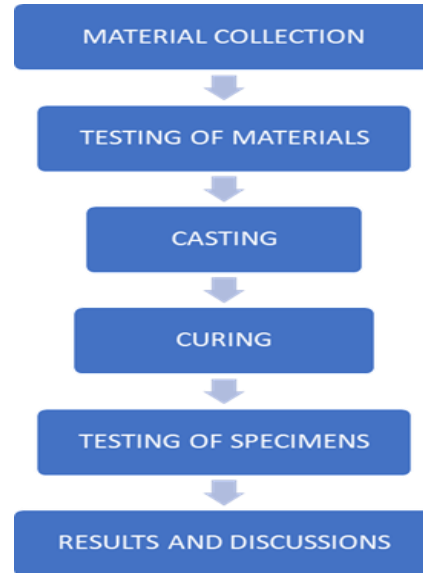 MATERIAL COLLECTION
TESTING OF MATERIALS
CASTING
CURING
TESTING OF SPECIMENS
RESULTS AND DISCUSSIONS